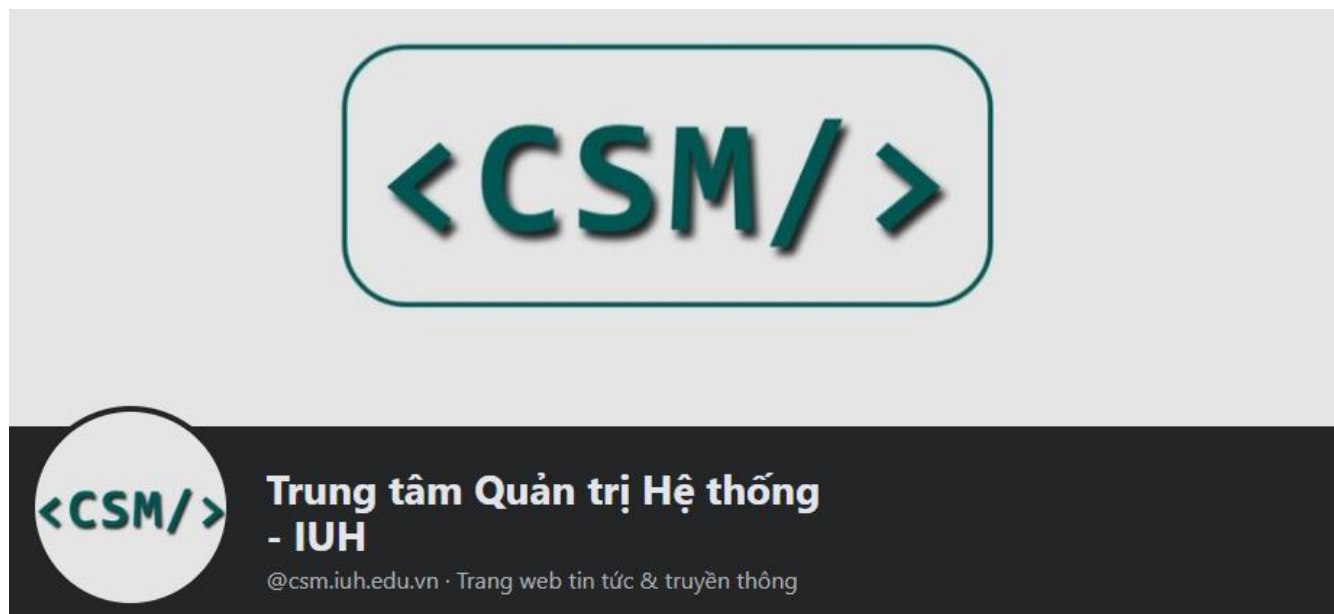 <CSM/>
<CSM/>
Trung tâm Quản trị Hệ thống
- IUH
@csm.iuh.edu.vn · Trang web tin tức & truyền thông